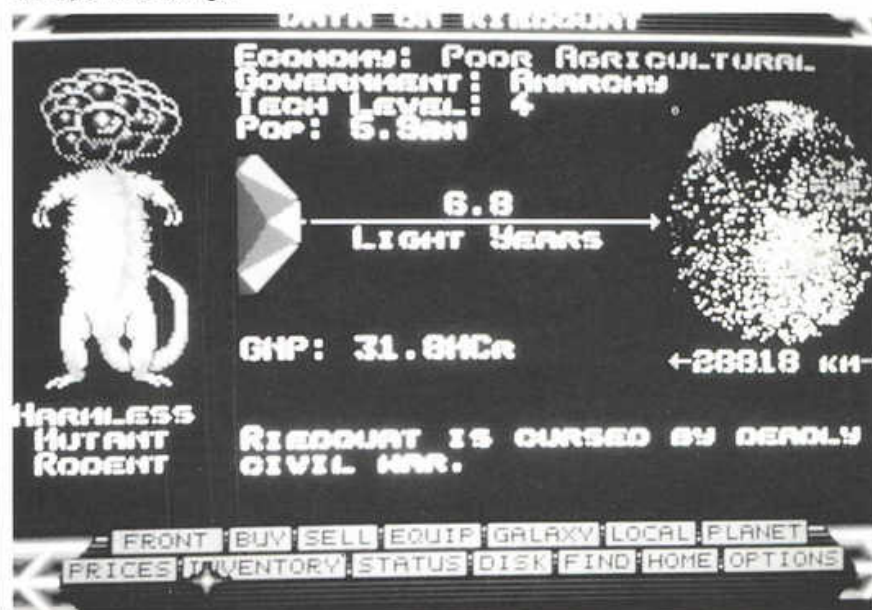 DATA ON RIEDQUAT
ECONOMY: POOR AGRICULTURAL
GOVERNMENT: ANARCHY
TECH LEVEL: 4
POP:
6.8
LIGHT YEARS
GNP: 31.8MCR
←28818 KM→
HARMLESS
MUTANT
RODENT
RIEDQUAT IS CURSED BY DEADLY
CIVIL WAR.
FRONT BUY SELL EQUIP GALAXY LOCAL PLANET
PRICES INVENTORY STATUS DISK FIND HOME OPTIONS